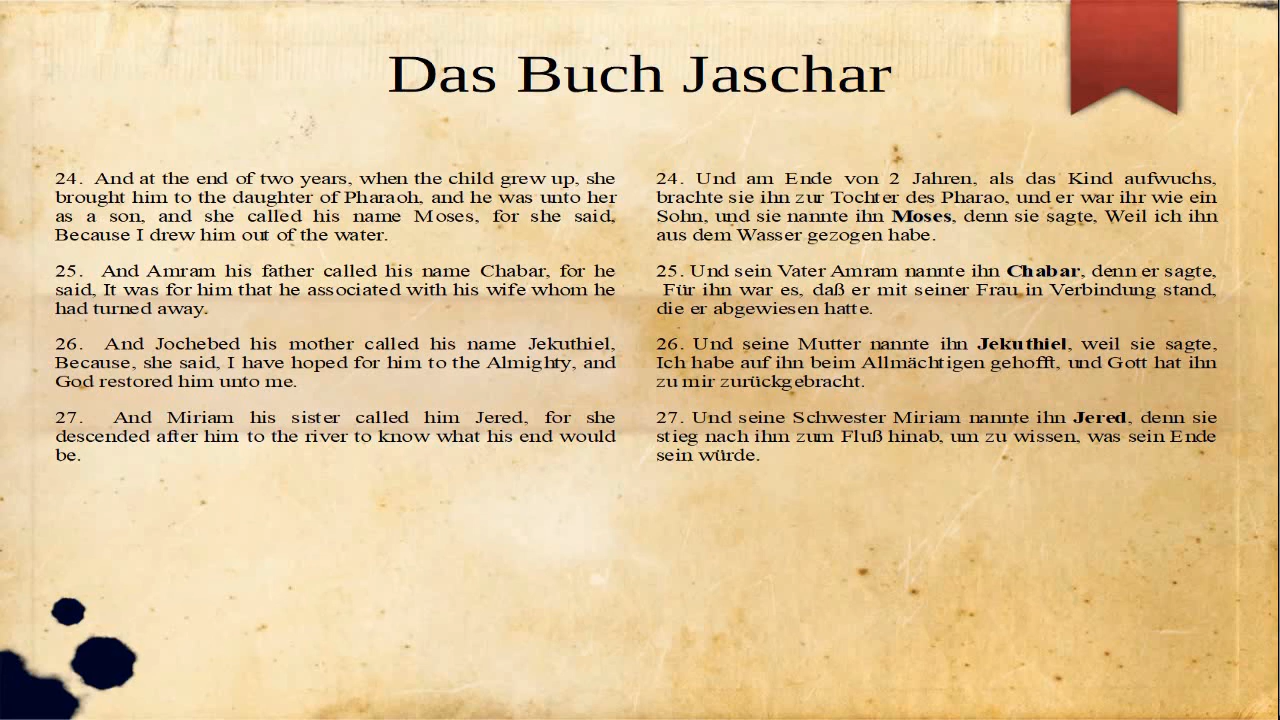 Das Buch Jaschar
24. And at the end of two years, when the child grew up, she
brought him to the daughter of Pharaoh, and he was unto her
as a son, and she called his name Moses, for she said,
Because I drew him out of the water.
25. And Amram his father called his name Chabar, for he
said, It was for him that he associated with his wife whom he
had turned away.
26. And Jochebed his mother called his name Jekuthiel,
Because, she said, I have hoped for him to the Almighty, and
God restored him unto me.
27. And Miriam his sister called him Jered, for she
descended after him to the river to know what his end would
be.
24. Und am Ende von 2 Jahren, als das Kind aufwuchs,
brachte sie ihn zur Tochter des Pharao, und er war ihr wie ein
Sohn, und sie nannte ihn Moses, denn sie sagte, Weil ich ihn
aus dem Wasser gezogen habe.
25. Und sein Vater Amram nannte ihn Chabar, denn er sagte,
Für ihn war es, daß er mit seiner Frau in Verbindung stand,
die er abgewiesen hatte.
26. Und seine Mutter nannte ihn Jekuthiel, weil sie sagte,
Ich habe auf ihn beim Allmächtigen gehofft, und Gott hat ihn
zu mir zurückgebracht.
27. Und seine Schwester Miriam nannte ihn Jered, denn sie
stieg nach ihm zum Fluß hinab, um zu wissen, was sein Ende
sein würde.